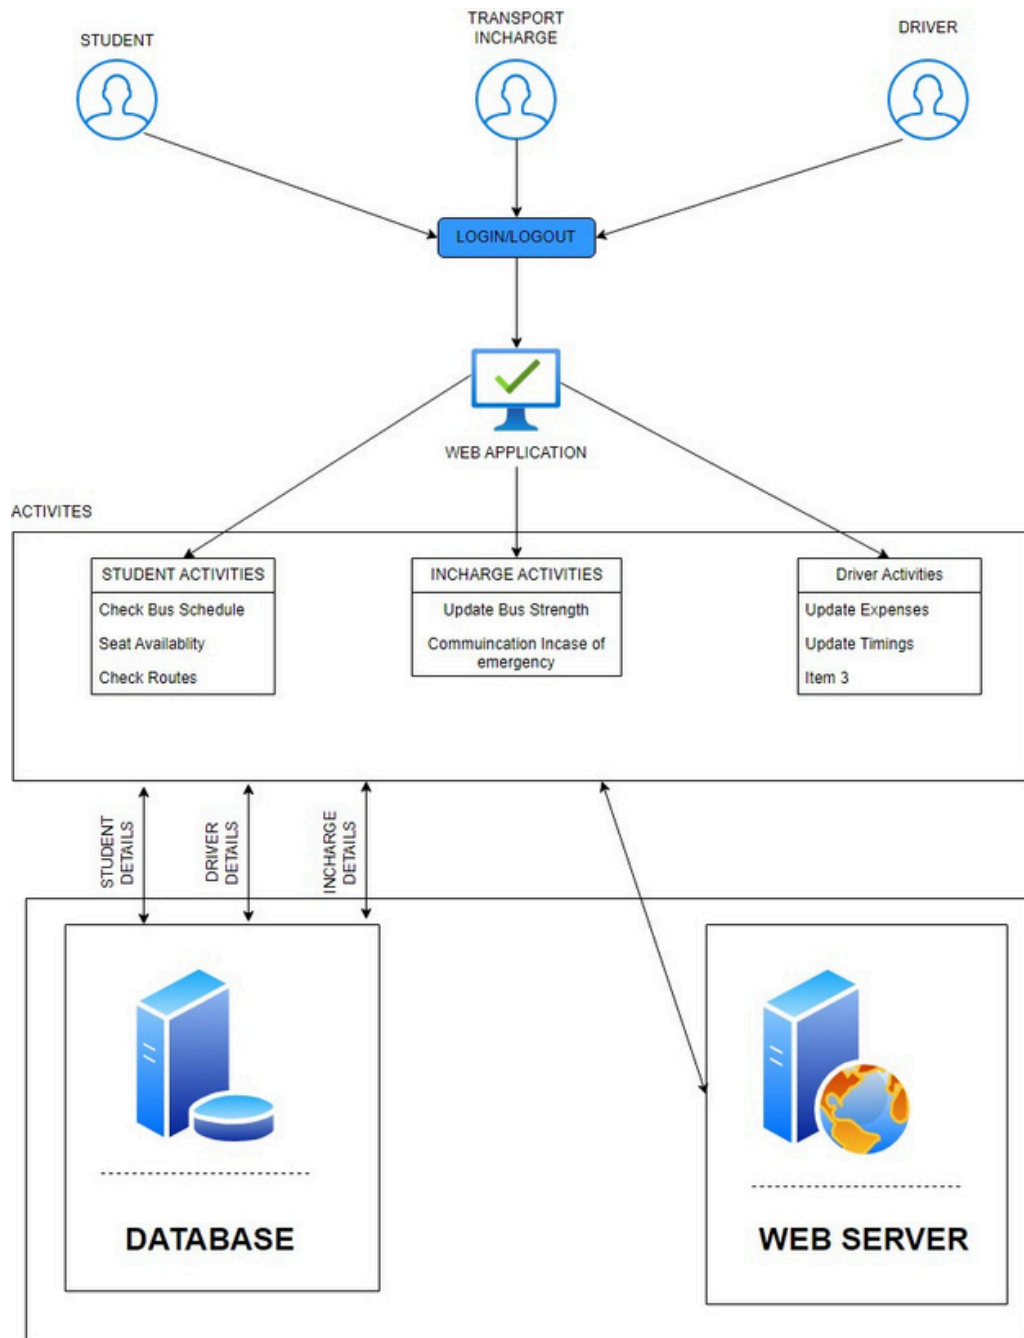 STUDENT
TRANSPORT
INCHARGE
DRIVER
LOGIN/LOGOUT
WEB APPLICATION
ACTIVITES
STUDENT ACTIVITIES
Check Bus Schedule
Seat Availablity
Check Routes
INCHARGE ACTIVITIES
Update Bus Strength
Commuincation Incase of
emergency
Driver Activities
Update Expenses
Update Timings
Item 3
STUDENT
DETAILS
DRIVER
DETAILS
INCHARGE
DETAILS
DATABASE
WEB SERVER